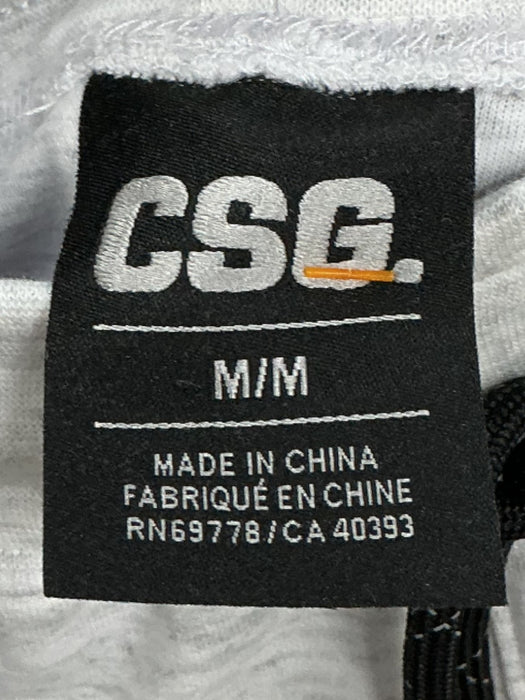 CSG.
M/M
MADE IN CHINA
FABRIQUÉ EN CHINE
RN69778/CA 40393